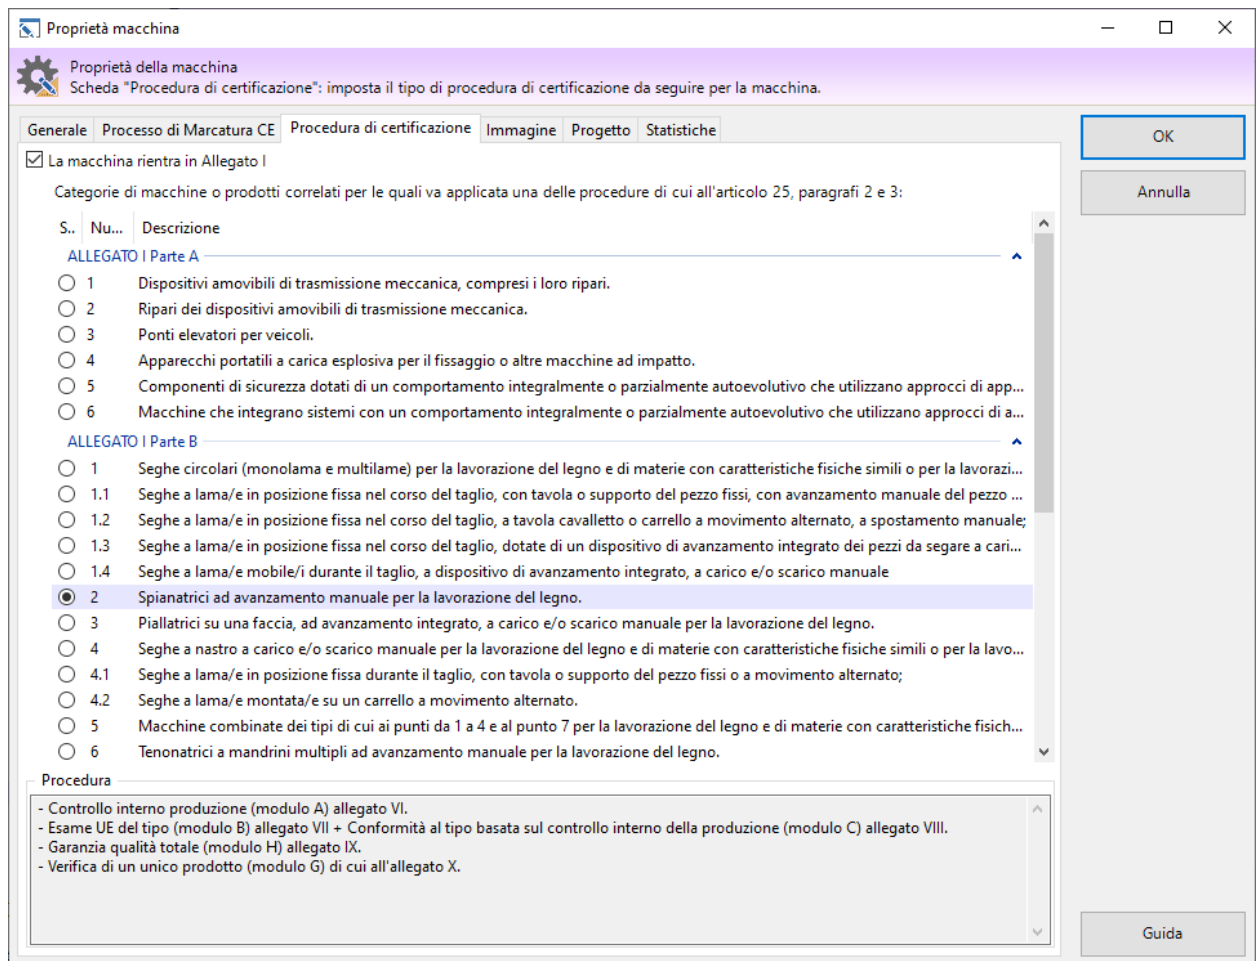 Proprietà macchina
Proprietà della macchina
Scheda "Procedura di certificazione": imposta il tipo di procedura di certificazione da seguire per la macchina.
Generale Processo di Marcatura CE Procedura di certificazione Immagine Progetto Statistiche
OK
Annulla
La macchina rientra in Allegato I
Categorie di macchine o prodotti correlati per le quali va applicata una delle procedure di cui all'articolo 25, paragrafi 2 e 3:
S.. Nu... Descrizione
ALLEGATO I Parte A
1 Dispositivi amovibili di trasmissione meccanica, compresi i loro ripari.
2 Ripari dei dispositivi amovibili di trasmissione meccanica.
3 Ponti elevatori per veicoli.
4 Apparecchi portatili a carica esplosiva per il fissaggio o altre macchine ad impatto.
5 Componenti di sicurezza dotati di un comportamento integralmente o parzialmente autoevolutivo che utilizzano approcci di app...
6 Macchine che integrano sistemi con un comportamento integralmente o parzialmente autoevolutivo che utilizzano approcci di a...
ALLEGATO I Parte B
1 Seghe circolari (monolama e multilame) per la lavorazione del legno e di materie con caratteristiche fisiche simili o per la lavorazi...
1.1 Seghe a lama/e in posizione fissa nel corso del taglio, con tavola o supporto del pezzo fissi, con avanzamento manuale del pezzo ...
1.2 Seghe a lama/e in posizione fissa nel corso del taglio, a tavola cavalletto o carrello a movimento alternato, a spostamento manuale;
1.3 Seghe a lama/e in posizione fissa nel corso del taglio, dotate di un dispositivo di avanzamento integrato dei pezzi da segare a cari...
1.4 Seghe a lama/e mobile/i durante il taglio, a dispositivo di avanzamento integrato, a carico e/o scarico manuale
2 Spianatrici ad avanzamento manuale per la lavorazione del legno.
3 Piallatrici su una faccia, ad avanzamento integrato, a carico e/o scarico manuale per la lavorazione del legno.
4 Seghe a nastro a carico e/o scarico manuale per la lavorazione del legno e di materie con caratteristiche fisiche simili o per la lavo...
4.1 Seghe a lama/e in posizione fissa durante il taglio, con tavola o supporto del pezzo fissi o a movimento alternato;
4.2 Seghe a lama/e montata/e su un carrello a movimento alternato.
5 Macchine combinate dei tipi di cui ai punti da 1 a 4 e al punto 7 per la lavorazione del legno e di materie con caratteristiche fisich...
6 Tenonatrici a mandrini multipli ad avanzamento manuale per la lavorazione del legno.
Procedura
- Controllo interno produzione (modulo A) allegato VI.
- Esame UE del tipo (modulo B) allegato VII + Conformità al tipo basata sul controllo interno della produzione (modulo C) allegato VIII.
- Garanzia qualità totale (modulo H) allegato IX.
- Verifica di un unico prodotto (modulo G) di cui all'allegato X.
Guida